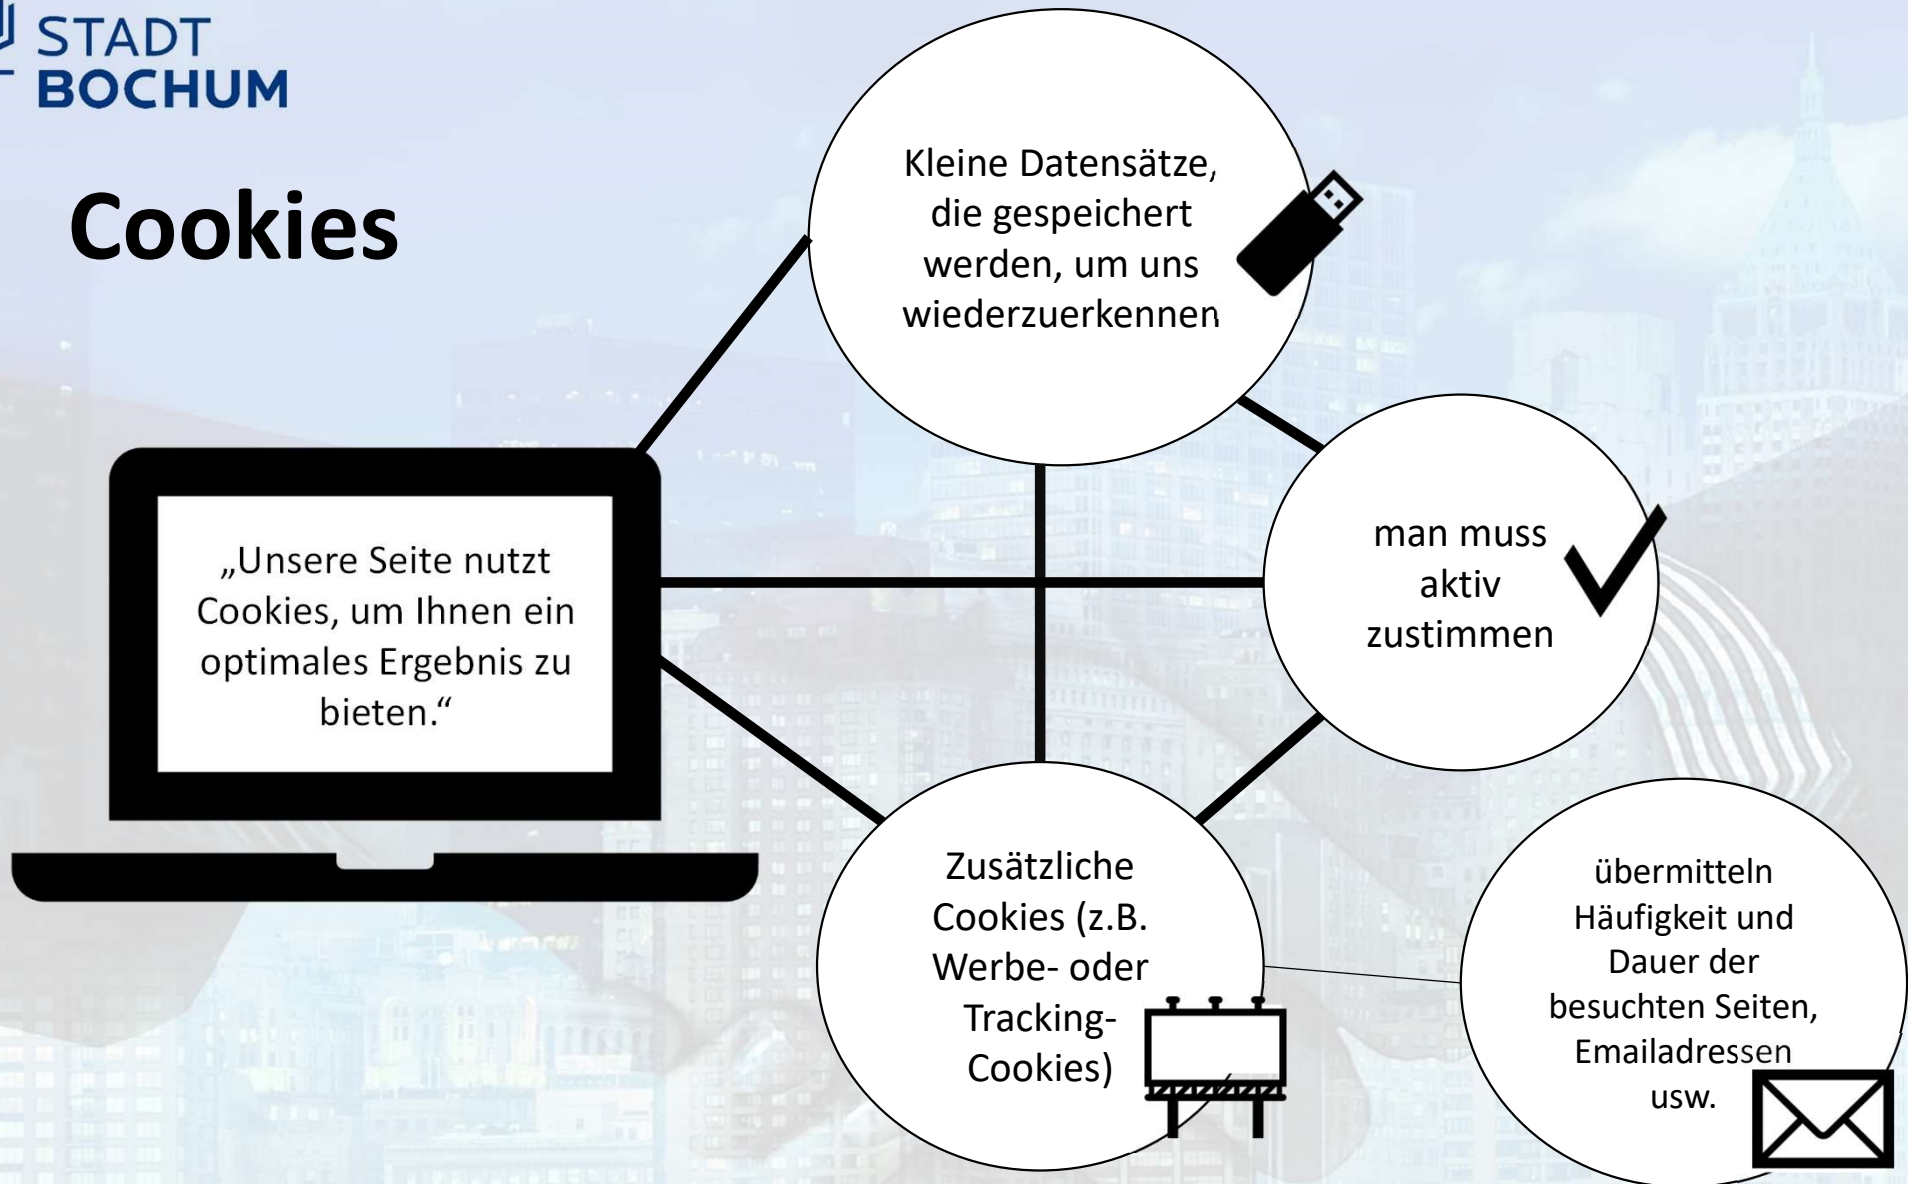 STADT
BOCHUM
Cookies
Kleine Datensätze,
die gespeichert
werden, um uns
wiederzuerkennen
„Unsere Seite nutzt
Cookies, um Ihnen ein
optimales Ergebnis zu
bieten.“
man muss
aktiv
zustimmen
Zusätzliche
Cookies (z.B.
Werbe- oder
Tracking-
Cookies)
übermitteln
Häufigkeit und
Dauer der
besuchten Seiten,
Emailadressen
usw.